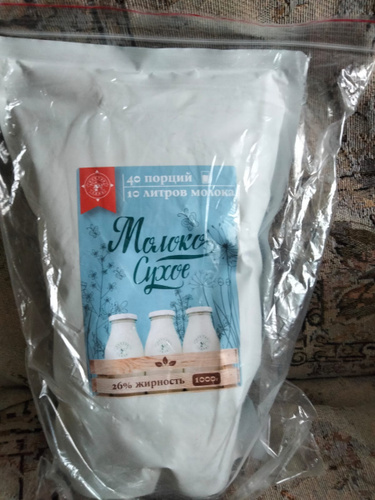 40 порций
10 литров молока
Молоко
Сухое
26% жирность 1000г